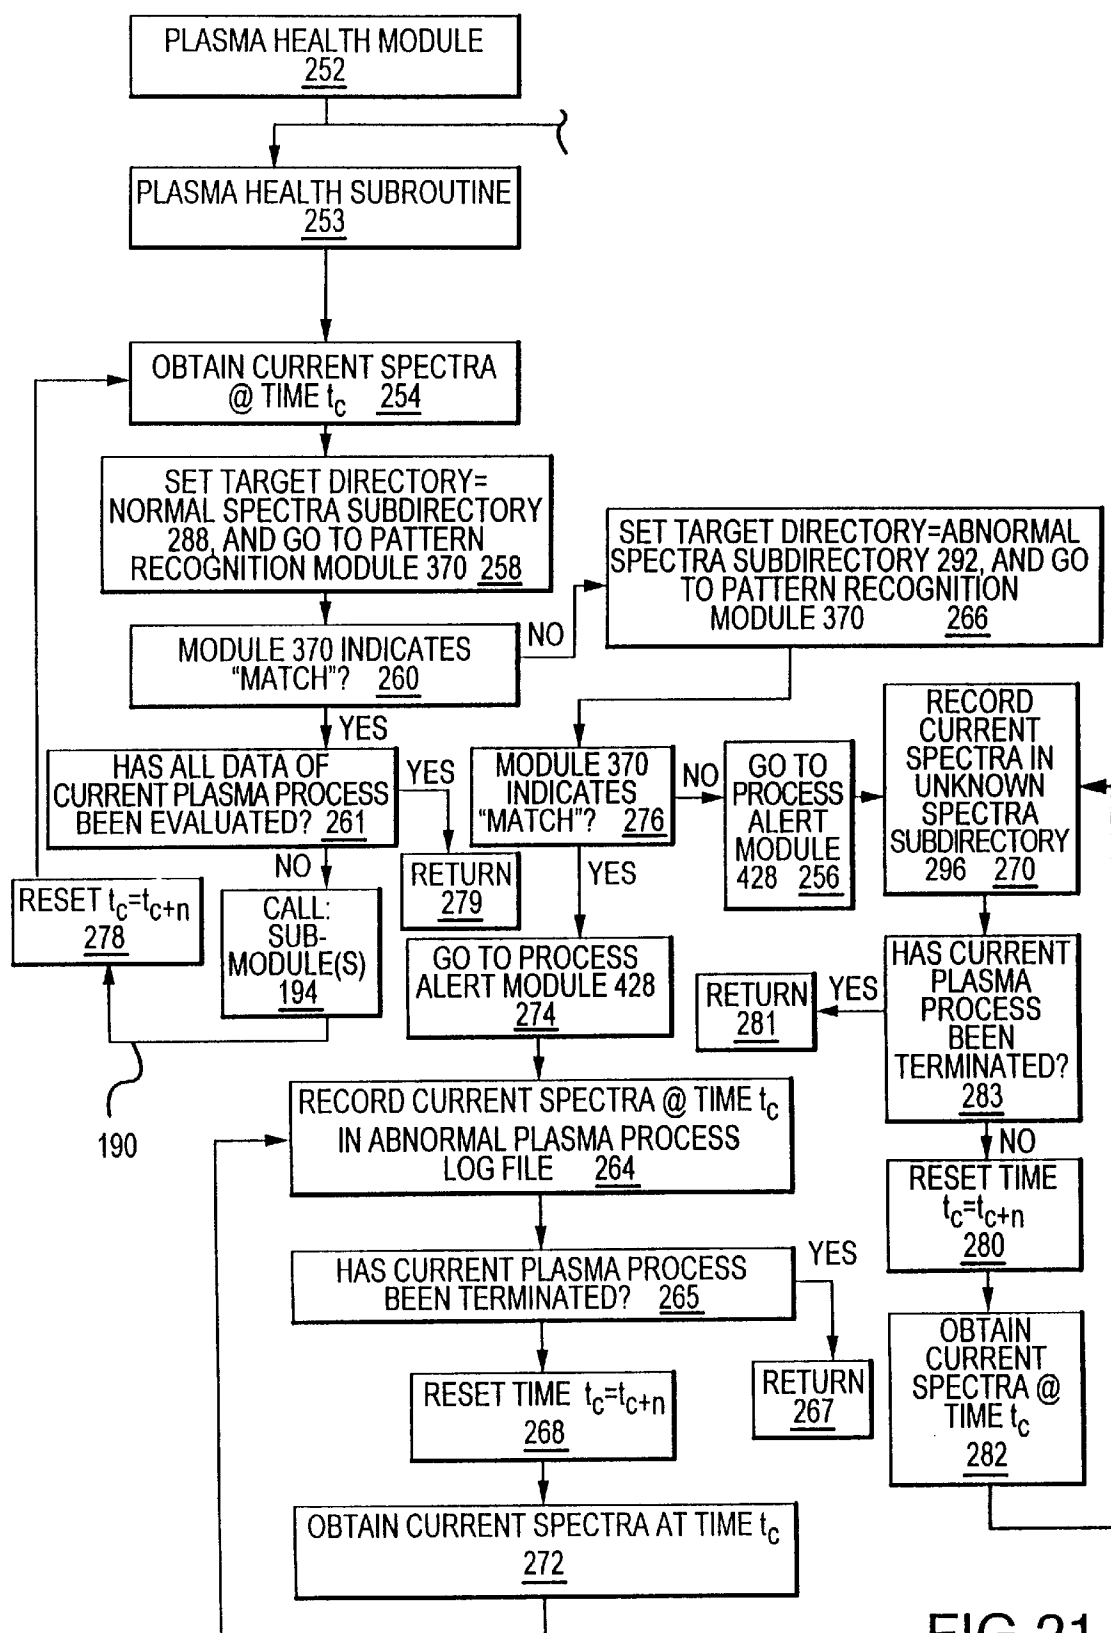 PLASMA HEALTH MODULE
252
PLASMA HEALTH SUBROUTINE
253
OBTAIN CURRENT SPECTRA
@ TIME tc 254
SET TARGET DIRECTORY=
NORMAL SPECTRA SUBDIRECTORY
288, AND GO TO PATTERN
RECOGNITION MODULE 370 258
NO
SET TARGET DIRECTORY=ABNORMAL
SPECTRA SUBDIRECTORY 292, AND GO
TO PATTERN RECOGNITION
MODULE 370 266
MODULE 370 INDICATES
“MATCH”? 260
YES
HAS ALL DATA OF
CURRENT PLASMA PROCESS
BEEN EVALUATED? 261
YES
RETURN
279
NO
CALL:
SUB-
MODULE(S)
194
RESET tc=tc+n
278
190
MODULE 370
INDICATES
“MATCH”? 276
NO
GO TO
PROCESS
ALERT
MODULE
428 256
RECORD
CURRENT
SPECTRA IN
UNKNOWN
SPECTRA
SUBDIRECTORY
296 270
YES
GO TO PROCESS
ALERT MODULE 428
274
HAS CURRENT
PLASMA
PROCESS
BEEN
TERMINATED?
283
YES
RETURN
281
NO
RESET TIME
tc=tc+n
280
OBTAIN
CURRENT
SPECTRA @
TIME tc
282
RECORD CURRENT SPECTRA @ TIME tc
IN ABNORMAL PLASMA PROCESS
LOG FILE 264
HAS CURRENT PLASMA PROCESS
BEEN TERMINATED? 265
YES
RETURN
267
RESET TIME tc=tc+n
268
OBTAIN CURRENT SPECTRA AT TIME tc
272
FIG.21